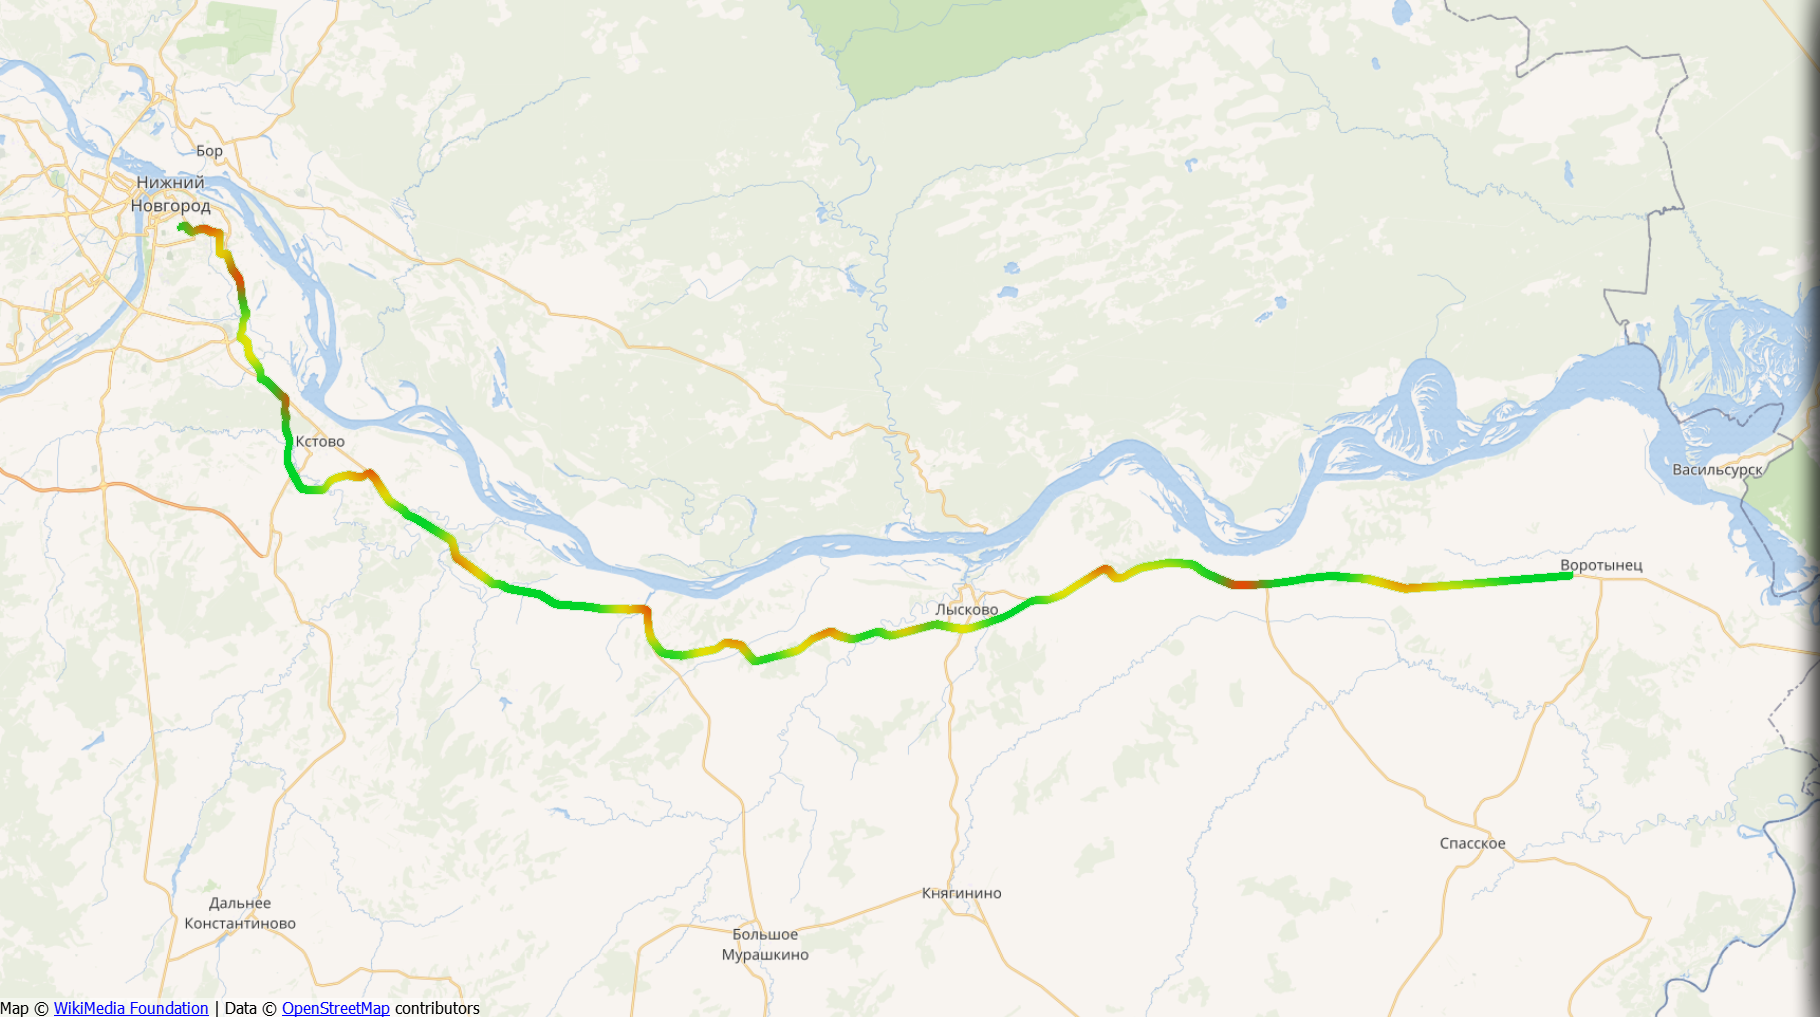 Бор
Нижний
Новгород
Кстово
Васильсурск
Воротынец
Лысково
Спасское
Княгинино
Дальнее
Константиново
Большое
Мурашкино
Map © WikiMedia Foundation | Data © OpenStreetMap contributors